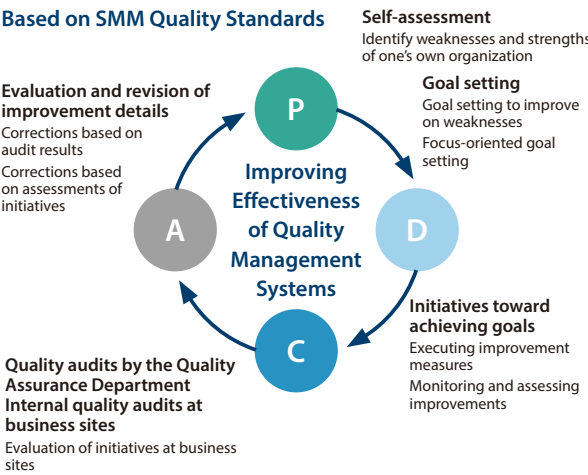 Based on SMM Quality Standards
Self-assessment
Identify weaknesses and strengths
of one's own organization
Goal setting
Goal setting to improve
on weaknesses
Focus-oriented goal
setting
Evaluation and revision of
improvement details
Corrections based on
audit results
Corrections based
on assessments of
initiatives
P
Improving
Effectiveness
of Quality
Management
Systems
A
D
C
Initiatives toward
achieving goals
Executing improvement
measures
Monitoring and assessing
improvements
Quality audits by the Quality
Assurance Department
Internal quality audits at
business sites
Evaluation of initiatives at business
sites